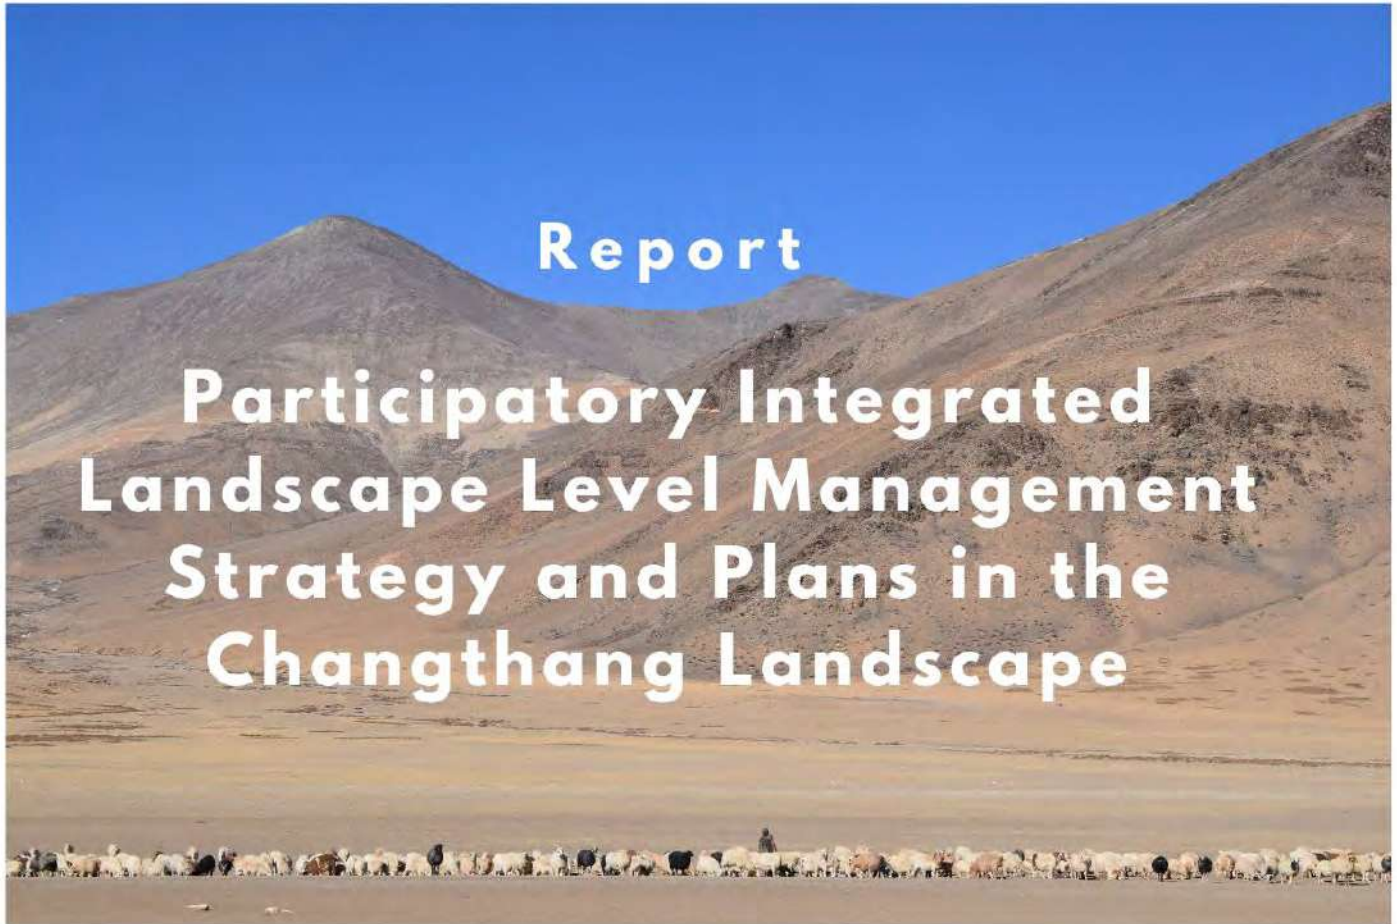 Report
Participatory Integrated
Landscape Level Management
Strategy and Plans in the
Changthang Landscape